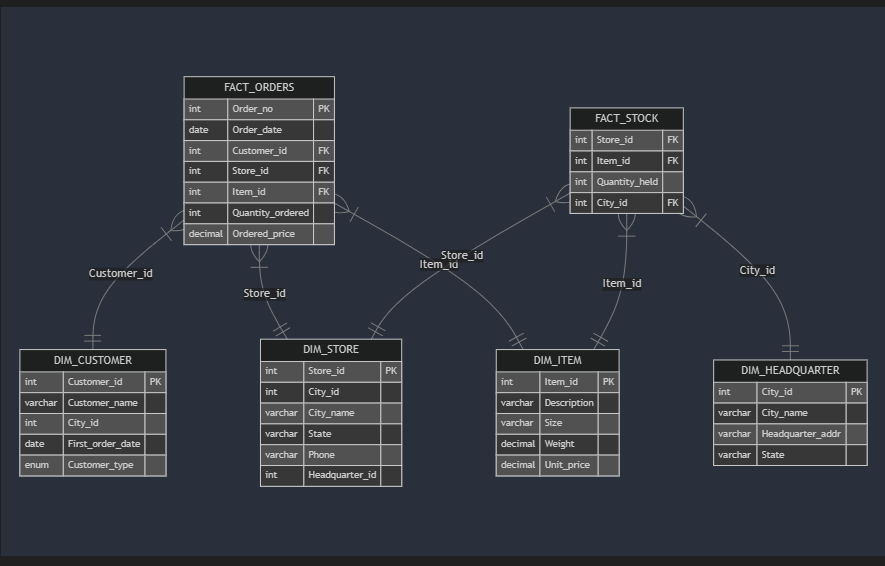 FACT_ORDERS
int Order_no PK
date Order_date
int Customer_id FK
int Store_id FK
int Item_id FK
int Quantity_ordered
decimal Ordered_price
FACT_STOCK
int Store_id FK
int Item_id FK
int Quantity_held
int City_id FK
Customer_id
Store_id
Item_id
Store_id
Item_id
City_id
DIM_CUSTOMER
int Customer_id PK
varchar Customer_name
int City_id
date First_order_date
enum Customer_type
DIM_STORE
int Store_id PK
int City_id
varchar City_name
varchar State
varchar Phone
int Headquarter_id
DIM_ITEM
int Item_id PK
varchar Description
varchar Size
decimal Weight
decimal Unit_price
DIM_HEADQUARTER
int City_id PK
varchar City_name
varchar Headquarter_addr
varchar State